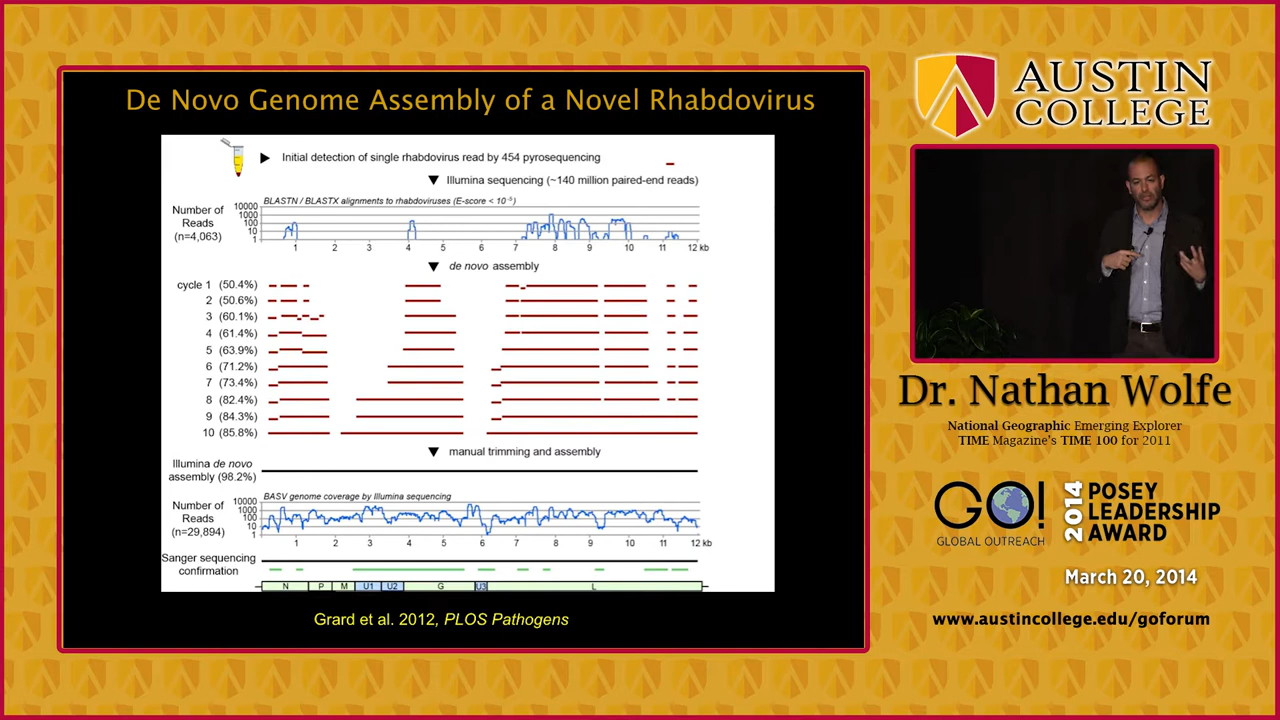 De Novo Genome Assembly of a Novel Rhabdovirus
Initial detection of single rhabdovirus read by 454 pyrosequencing
Illumina sequencing (~140 million paired-end reads)
BLASTN / BLASTX alignments to rhabdoviruses (E-score < 10⁻⁵)
Number of
Reads
(n=4,063)
10000
1000
100
10
1
1 2 3 4 5 6 7 8 9 10 11 12 kb
de novo assembly
cycle 1 (50.4%)
2 (50.6%)
3 (60.1%)
4 (61.4%)
5 (63.9%)
6 (71.2%)
7 (73.4%)
8 (82.4%)
9 (84.3%)
10 (85.8%)
manual trimming and assembly
Illumina de novo
assembly (98.2%)
BASV genome coverage by Illumina sequencing
Number of
Reads
(n=29,894)
10000
1000
100
10
1
1 2 3 4 5 6 7 8 9 10 11 12 kb
Sanger sequencing
confirmation
N P M U1 U2 G U3 L
Grard et al. 2012, PLOS Pathogens
AUSTIN
COLLEGE
Dr. Nathan Wolfe
National Geographic Emerging Explorer
TIME Magazine's TIME 100 for 2011
GO!
GLOBAL OUTREACH
2014
POSEY
LEADERSHIP
AWARD
March 20, 2014
www.austincollege.edu/goforum